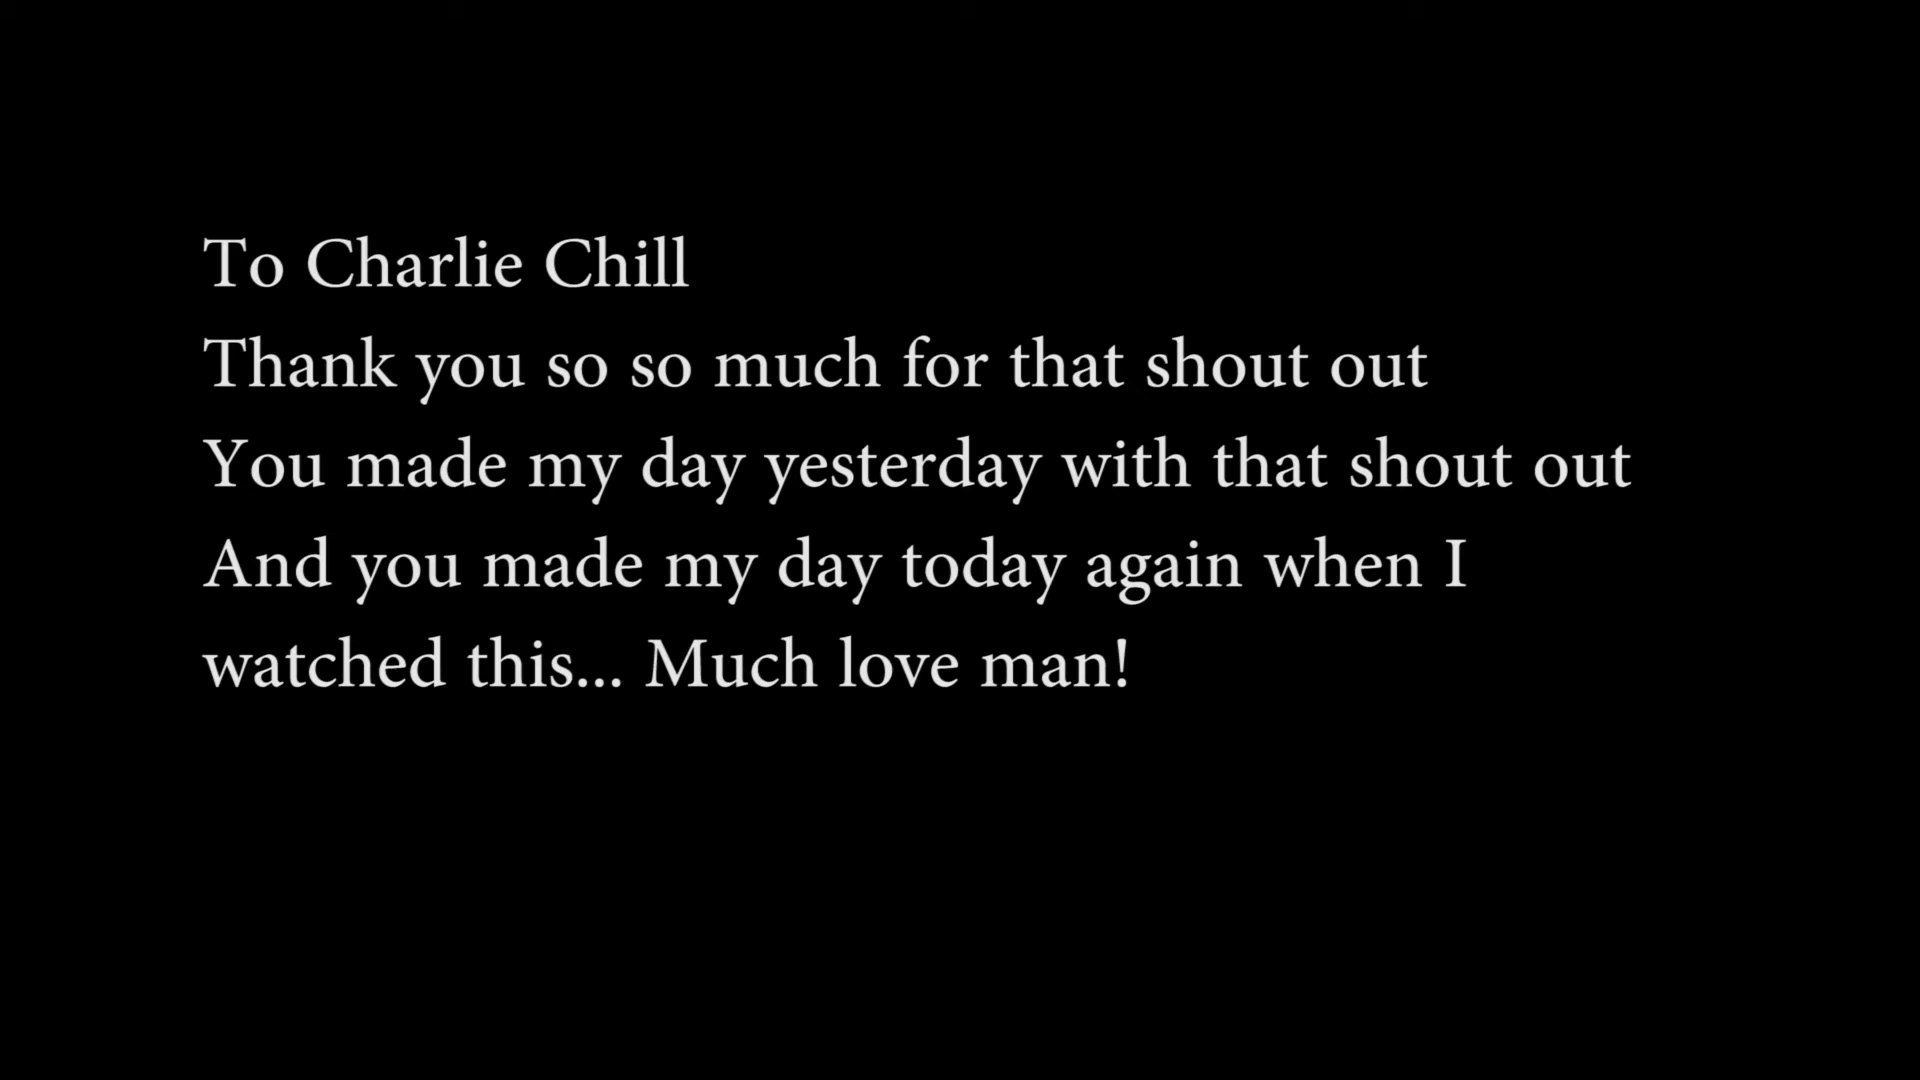 To Charlie Chill
Thank you so so much for that shout out
You made my day yesterday with that shout out
And you made my day today again when I
watched this... Much love man!